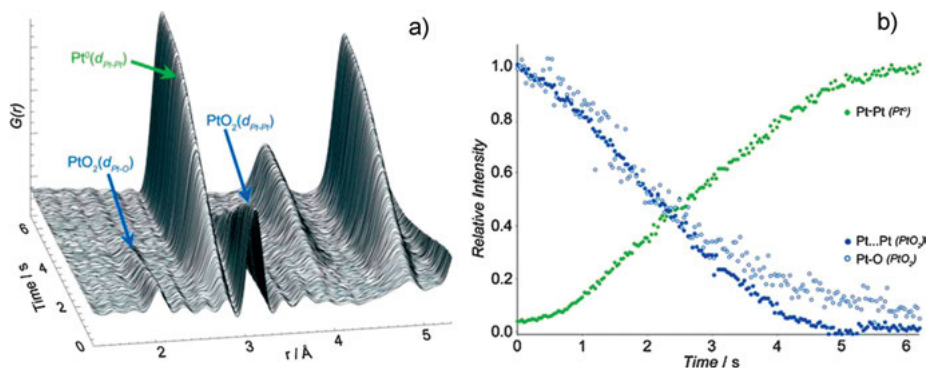 a)
Pt⁰(d_Pt-Pt)
PtO₂(d_Pt-Pt)
PtO₂(d_Pt-O)
G(r)
Time / s
0
2
4
6
r / Å
2
3
4
5
b)
Relative Intensity
1.0
0.8
0.6
0.4
0.2
0.0
Pt-Pt (Pt⁰)
Pt...Pt (PtO₂)
Pt-O (PtO₂)
0 1 2 3 4 5 6
Time / s